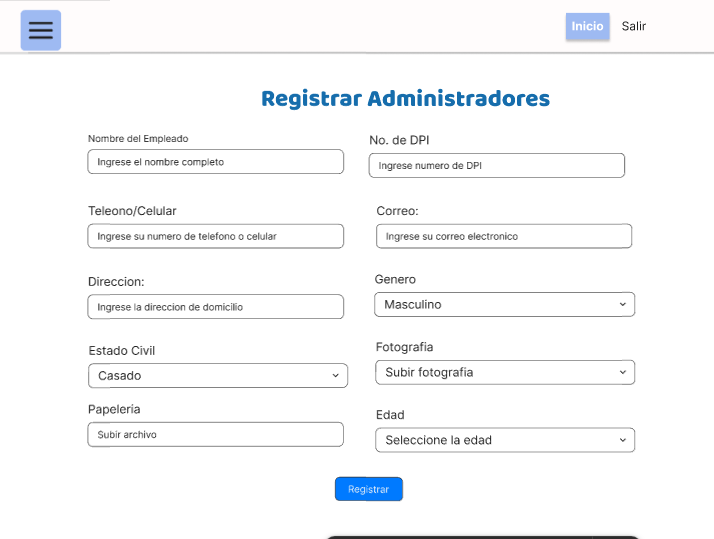 Inicio Salir
Registrar Administradores
Nombre del Empleado
Ingrese el nombre completo
No. de DPI
Ingrese numero de DPI
Teleono/Celular
Ingrese su numero de telefono o celular
Correo:
Ingrese su correo electronico
Direccion:
Ingrese la direccion de domicilio
Genero
Masculino
Estado Civil
Casado
Fotografia
Subir fotografia
Papelería
Subir archivo
Edad
Seleccione la edad
Registrar